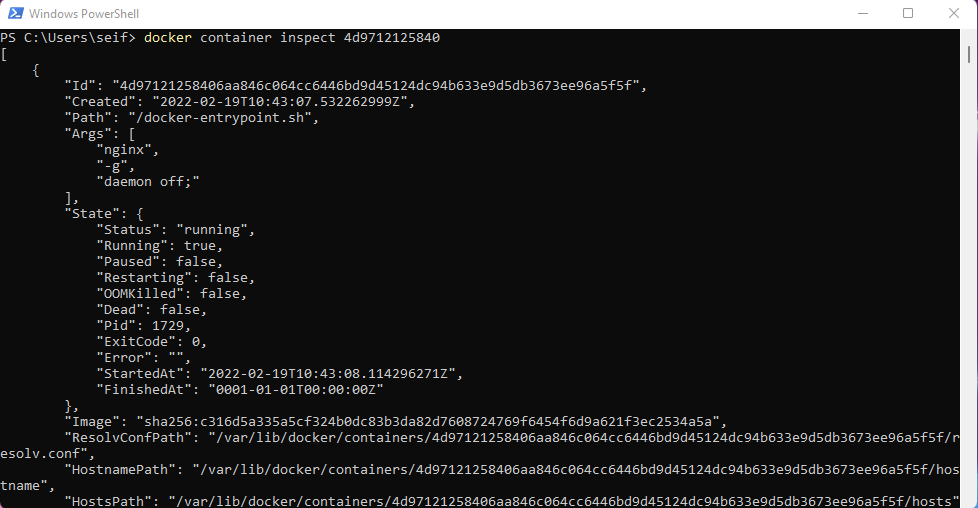 Windows PowerShell
PS C:\Users\seif> docker container inspect 4d9712125840
[
    {
        "Id": "4d97121258406aa846c064cc6446bd9d45124dc94b633e9d5db3673ee96a5f5f",
        "Created": "2022-02-19T10:43:07.532262999Z",
        "Path": "/docker-entrypoint.sh",
        "Args": [
            "nginx",
            "-g",
            "daemon off;"
        ],
        "State": {
            "Status": "running",
            "Running": true,
            "Paused": false,
            "Restarting": false,
            "OOMKilled": false,
            "Dead": false,
            "Pid": 1729,
            "ExitCode": 0,
            "Error": "",
            "StartedAt": "2022-02-19T10:43:08.114296271Z",
            "FinishedAt": "0001-01-01T00:00:00Z"
        },
        "Image": "sha256:c316d5a335a5cf324b0dc83b3da82d7608724769f6454f6d9a621f3ec2534a5a",
        "ResolvConfPath": "/var/lib/docker/containers/4d97121258406aa846c064cc6446bd9d45124dc94b633e9d5db3673ee96a5f5f/r
esolv.conf",
        "HostnamePath": "/var/lib/docker/containers/4d97121258406aa846c064cc6446bd9d45124dc94b633e9d5db3673ee96a5f5f/hos
tname",
        "HostsPath": "/var/lib/docker/containers/4d97121258406aa846c064cc6446bd9d45124dc94b633e9d5db3673ee96a5f5f/hosts"